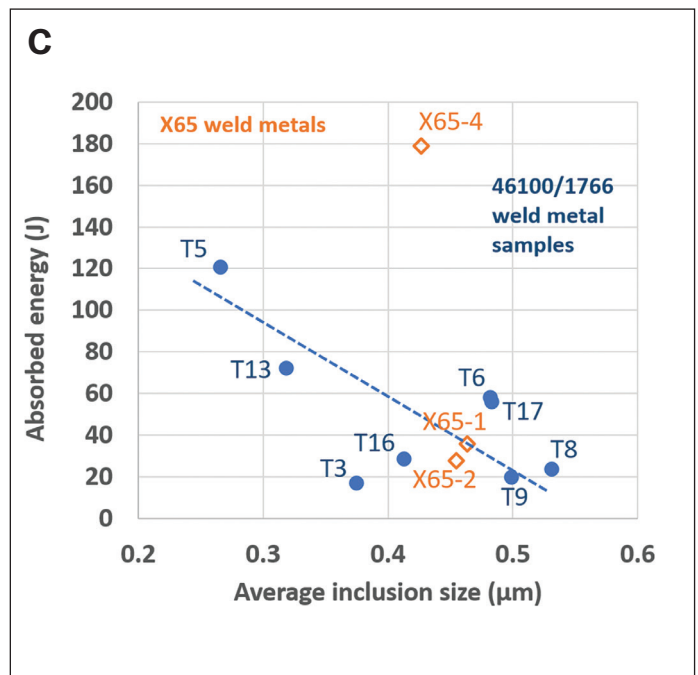 C
200
180
160
140
120
100
80
60
40
20
0
0.2 0.3 0.4 0.5 0.6
Absorbed energy (J)
Average inclusion size (μm)
X65 weld metals
X65-4
46100/1766
weld metal
samples
T5
T13
T6
T17
X65-1
T16
T8
T3
X65-2
T9